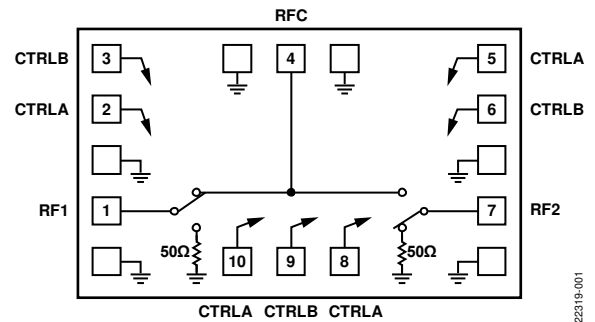 RFC
CTRLB 3 4 5 CTRLA
CTRLA 2 6 CTRLB
RF1 1 7 RF2
50Ω 10 9 8 50Ω
CTRLA CTRLB CTRLA
22319-001